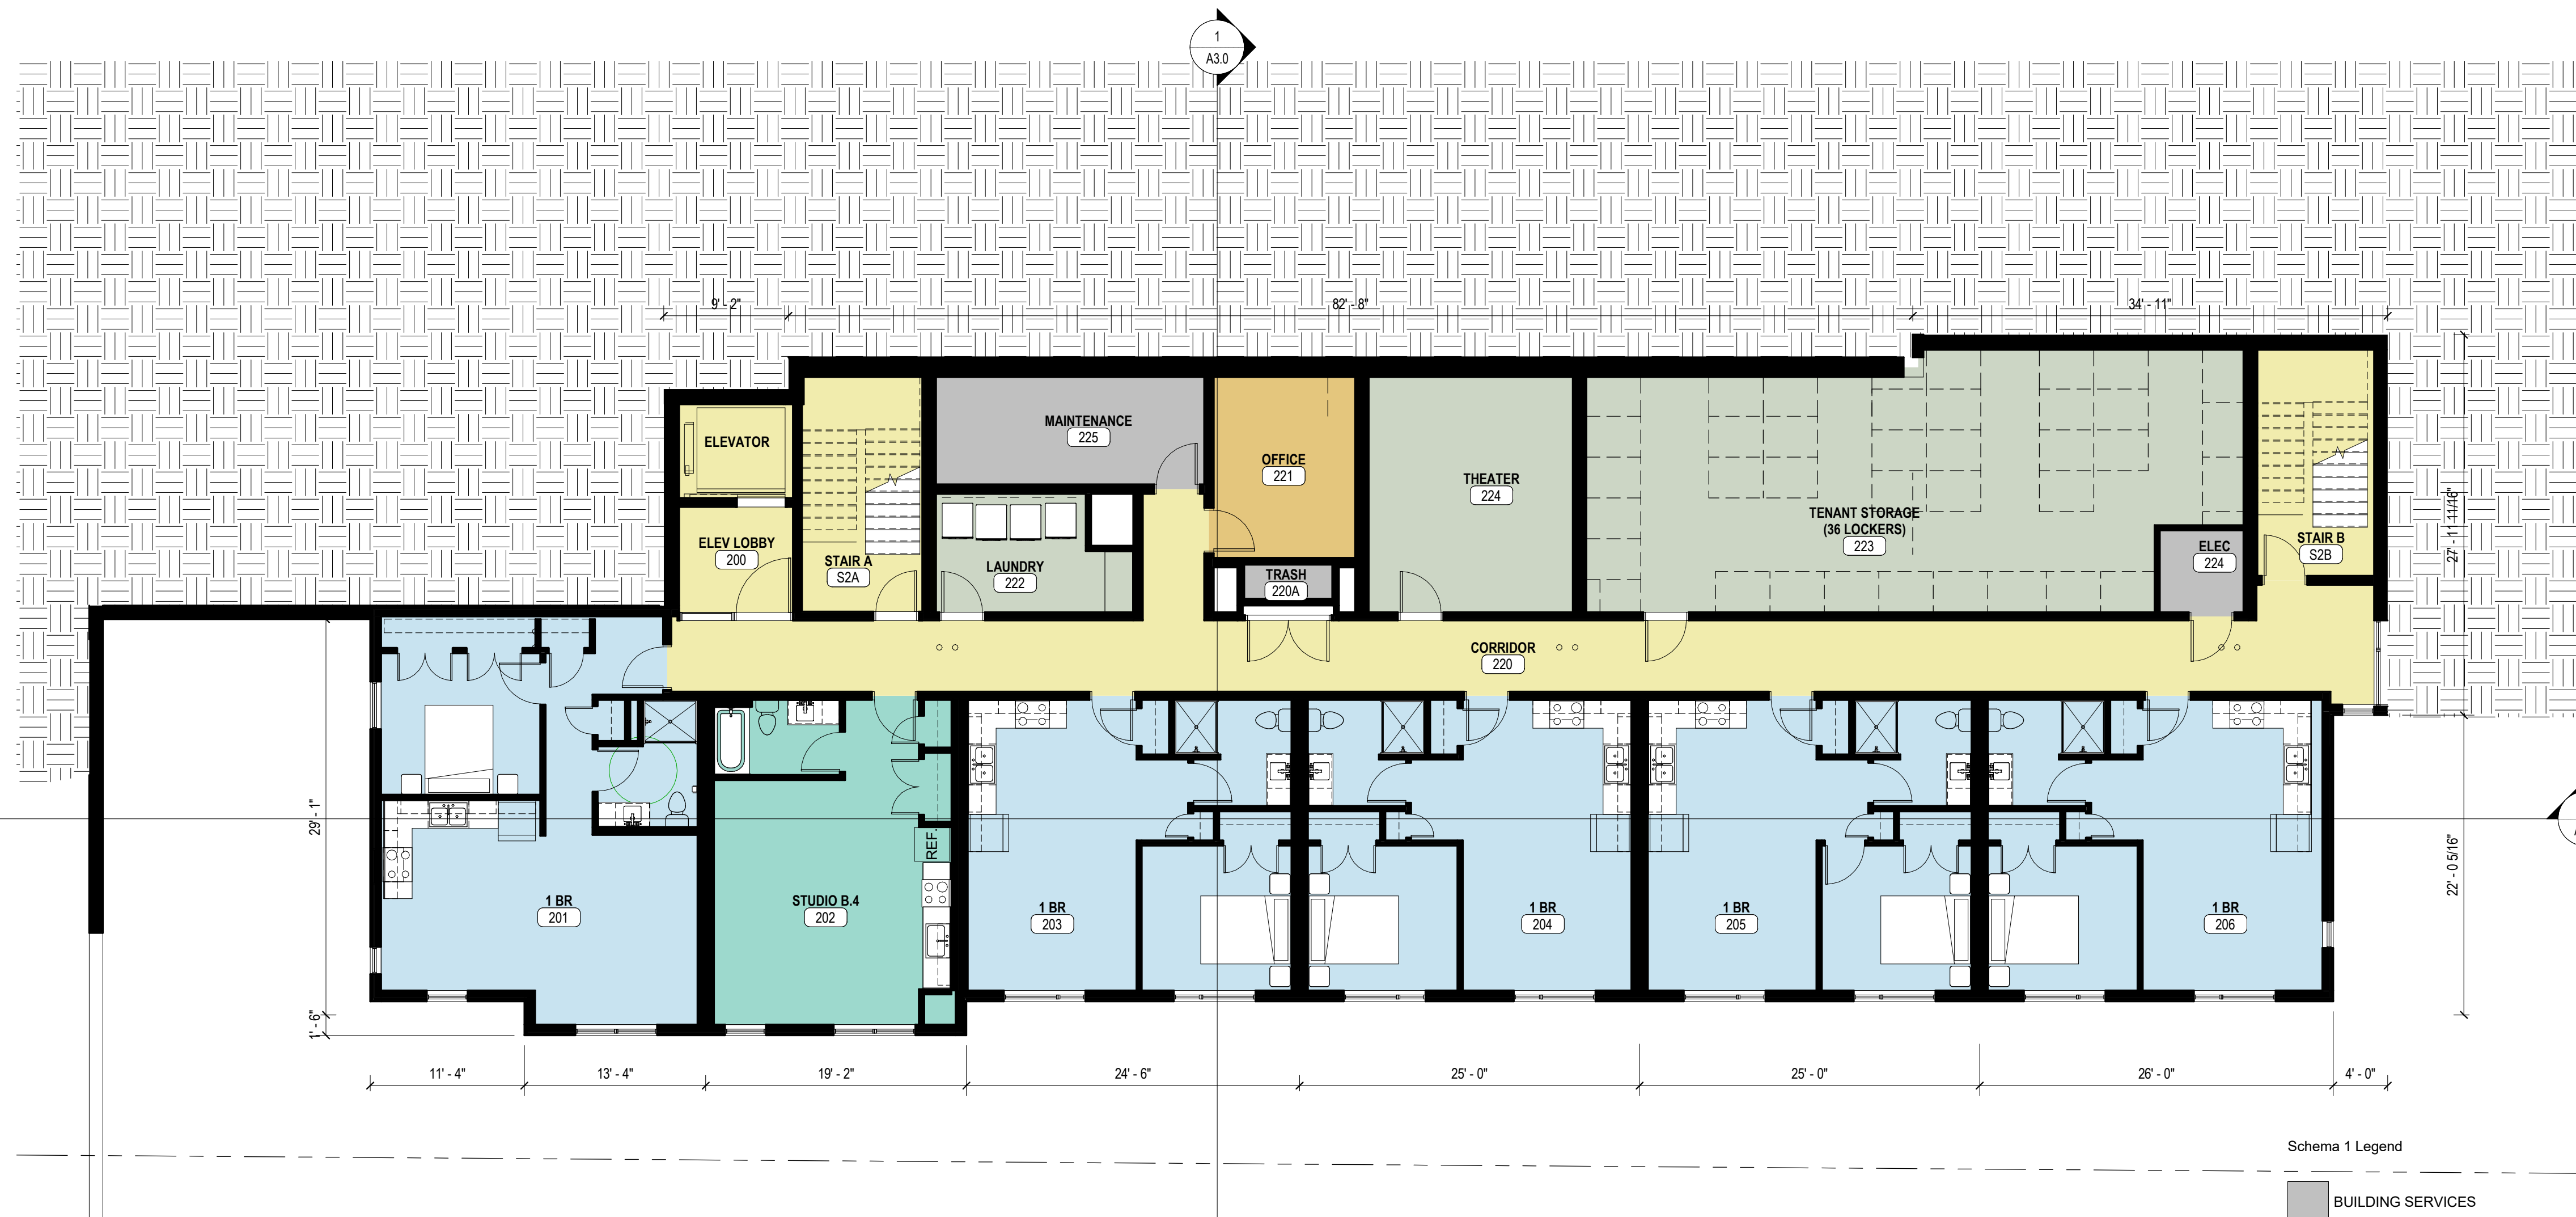 1
A3.0
9' - 2"
82' - 8"
34' - 11"
ELEVATOR
ELEV LOBBY
200
STAIR A
S2A
MAINTENANCE
225
LAUNDRY
222
OFFICE
221
TRASH
220A
THEATER
224
TENANT STORAGE
(36 LOCKERS)
223
ELEC
224
STAIR B
S2B
27' - 11 11/16"
CORRIDOR
220
29' - 1"
1' - 6"
22' - 0 5/16"
REF.
1 BR
201
STUDIO B.4
202
1 BR
203
1 BR
204
1 BR
205
1 BR
206
11' - 4"
13' - 4"
19' - 2"
24' - 6"
25' - 0"
25' - 0"
26' - 0"
4' - 0"
Schema 1 Legend
BUILDING SERVICES